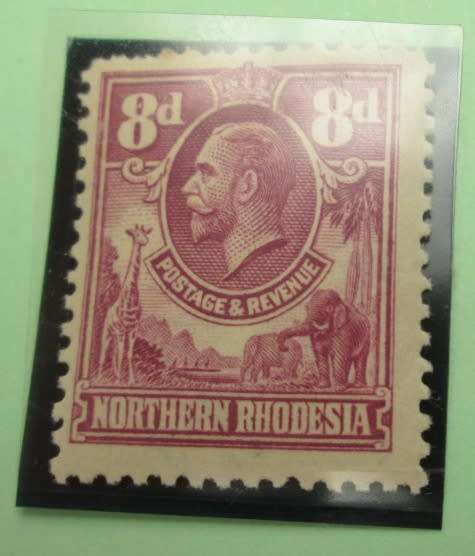 8d 8d
POSTAGE & REVENUE
NORTHERN RHODESIA